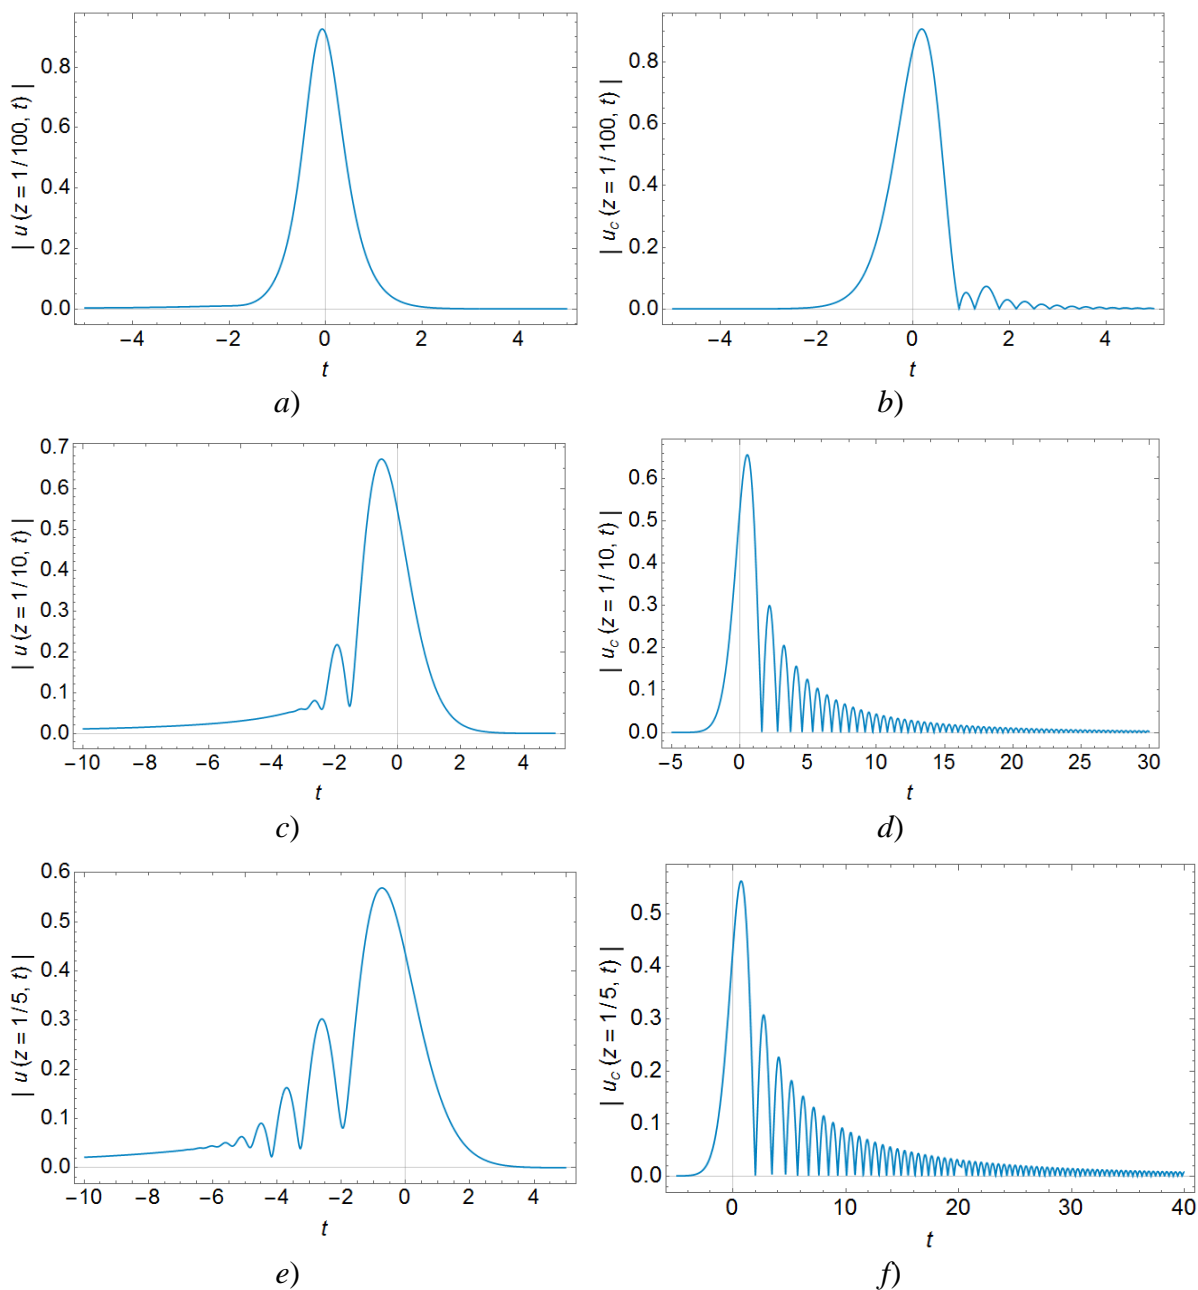 | u (z = 1/100, t) |
0.8
0.6
0.4
0.2
0.0
−4 −2 0 2 4
t
a)
| u_c (z = 1/100, t) |
0.8
0.6
0.4
0.2
0.0
−4 −2 0 2 4
t
b)
| u (z = 1/10, t) |
0.7
0.6
0.5
0.4
0.3
0.2
0.1
0.0
−10 −8 −6 −4 −2 0 2 4
t
c)
| u_c (z = 1/10, t) |
0.6
0.5
0.4
0.3
0.2
0.1
0.0
−5 0 5 10 15 20 25 30
t
d)
| u (z = 1/5, t) |
0.6
0.5
0.4
0.3
0.2
0.1
0.0
−10 −8 −6 −4 −2 0 2 4
t
e)
| u_c (z = 1/5, t) |
0.5
0.4
0.3
0.2
0.1
0.0
0 10 20 30 40
t
f)